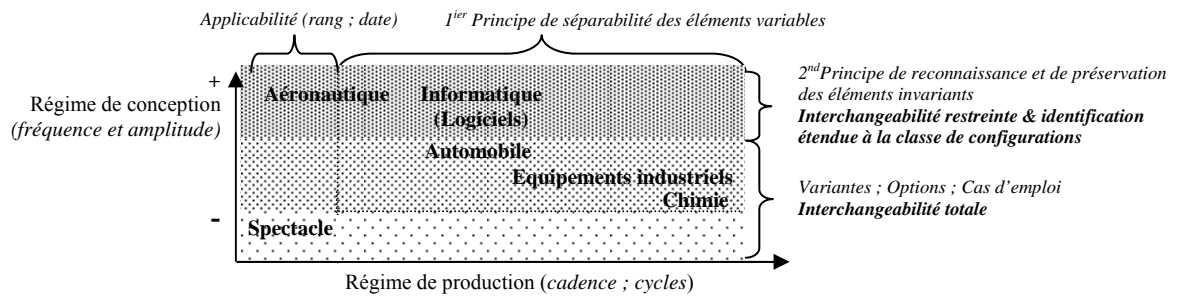 Applicabilité (rang ; date)
1ier Principe de séparabilité des éléments variables
+
Régime de conception
(fréquence et amplitude)
-
Aéronautique
Informatique
(Logiciels)
Automobile
Equipements industriels
Chimie
Spectacle
2nd Principe de reconnaissance et de préservation
des éléments invariants
Interchangeabilité restreinte & identification
étendue à la classe de configurations
Variantes ; Options ; Cas d'emploi
Interchangeabilité totale
Régime de production (cadence ; cycles)